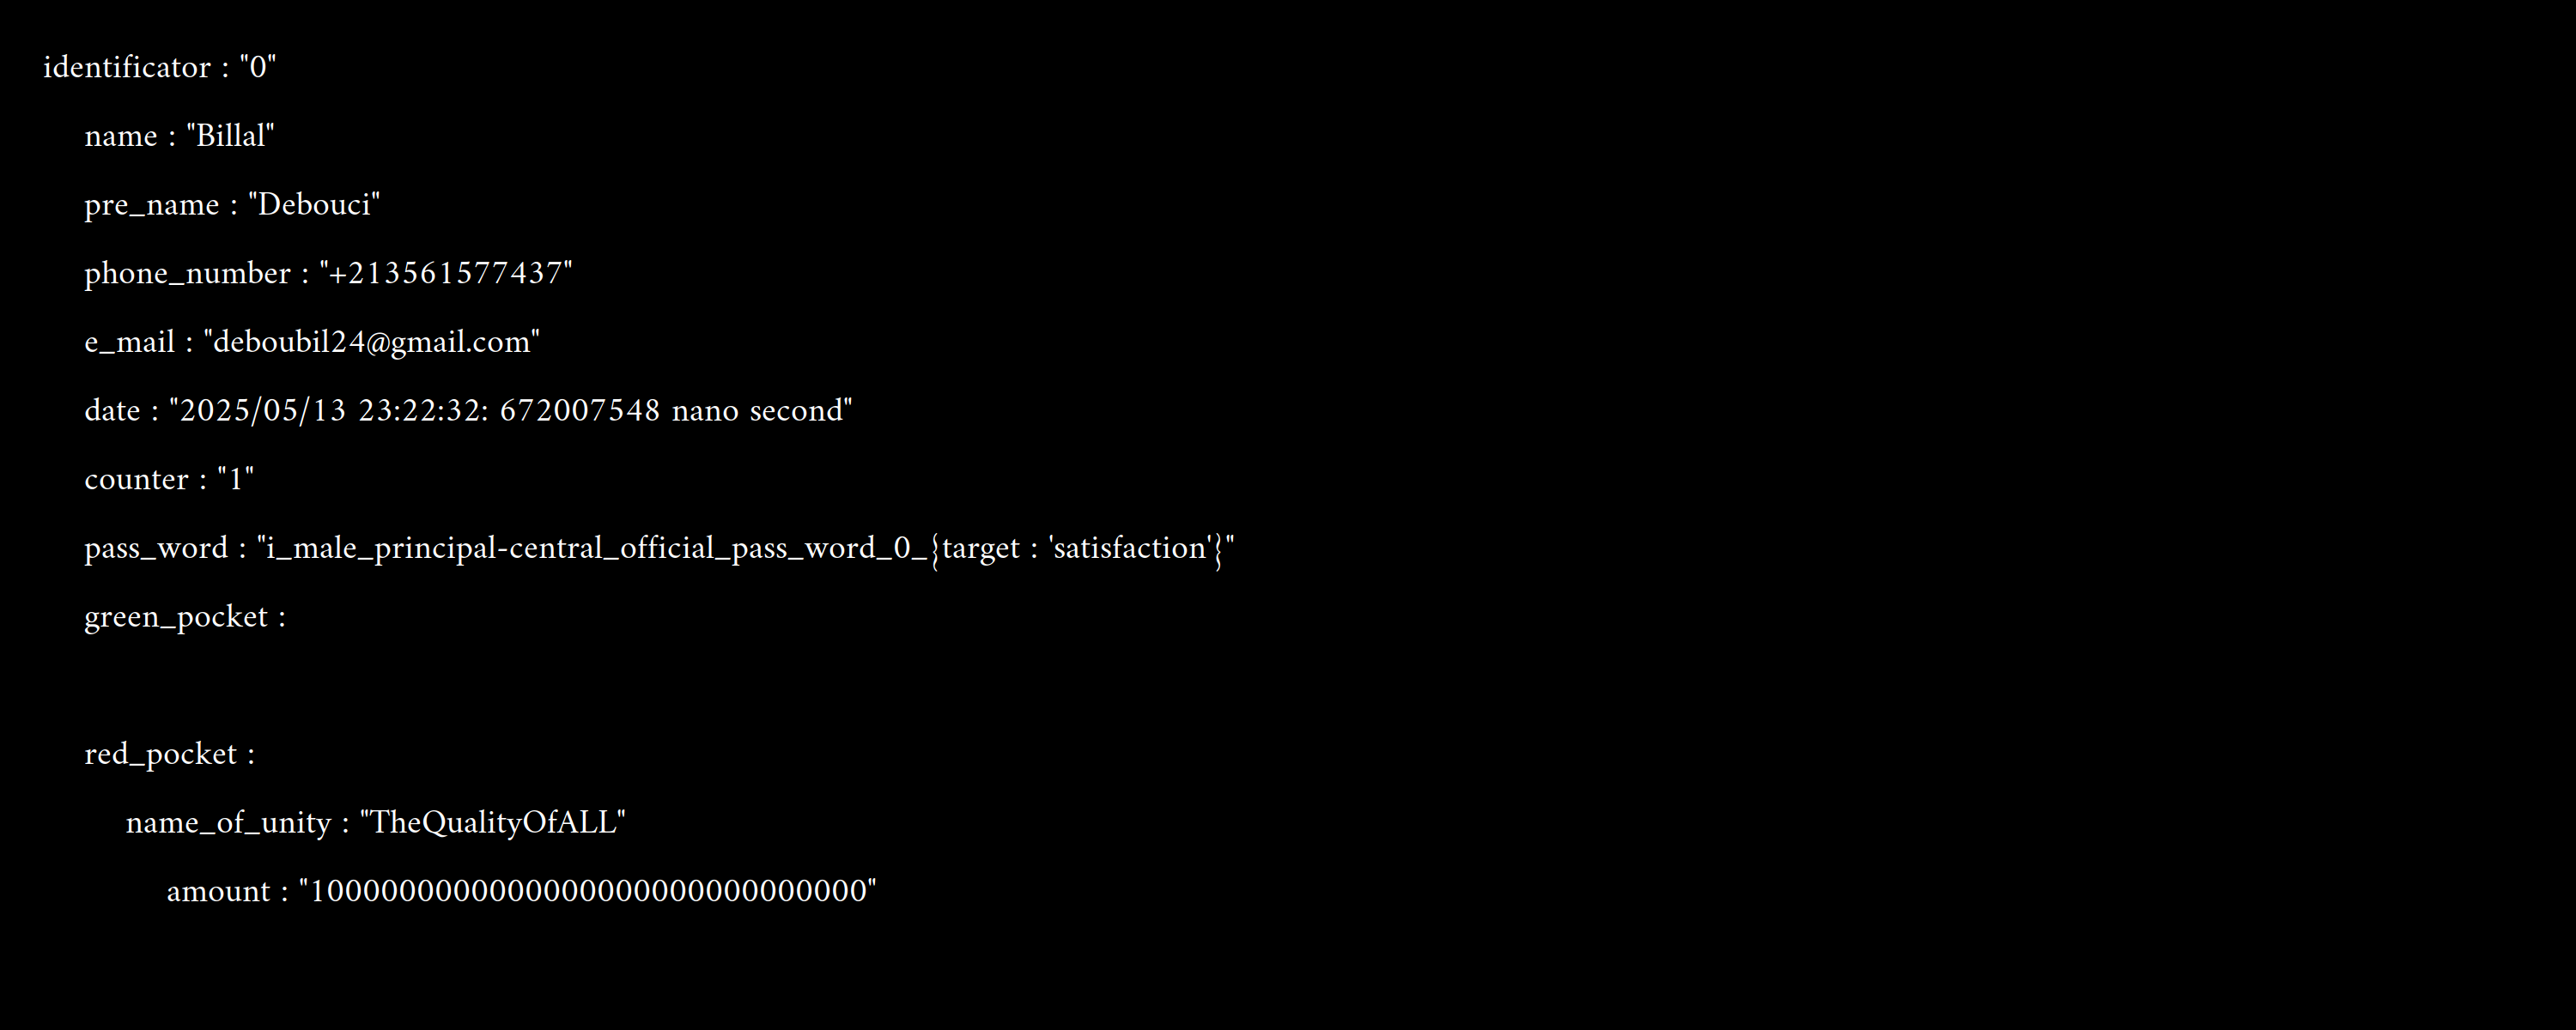 identificator : "0"
name : "Billal"
pre_name : "Debouci"
phone_number : "+213561577437"
e_mail : "deboubil24@gmail.com"
date : "2025/05/13 23:22:32: 672007548 nano second"
counter : "1"
pass_word : "i_male_principal-central_official_pass_word_0_{target : 'satisfaction'}"
green_pocket :
red_pocket :
name_of_unity : "TheQualityOfALL"
amount : "1000000000000000000000000000000"